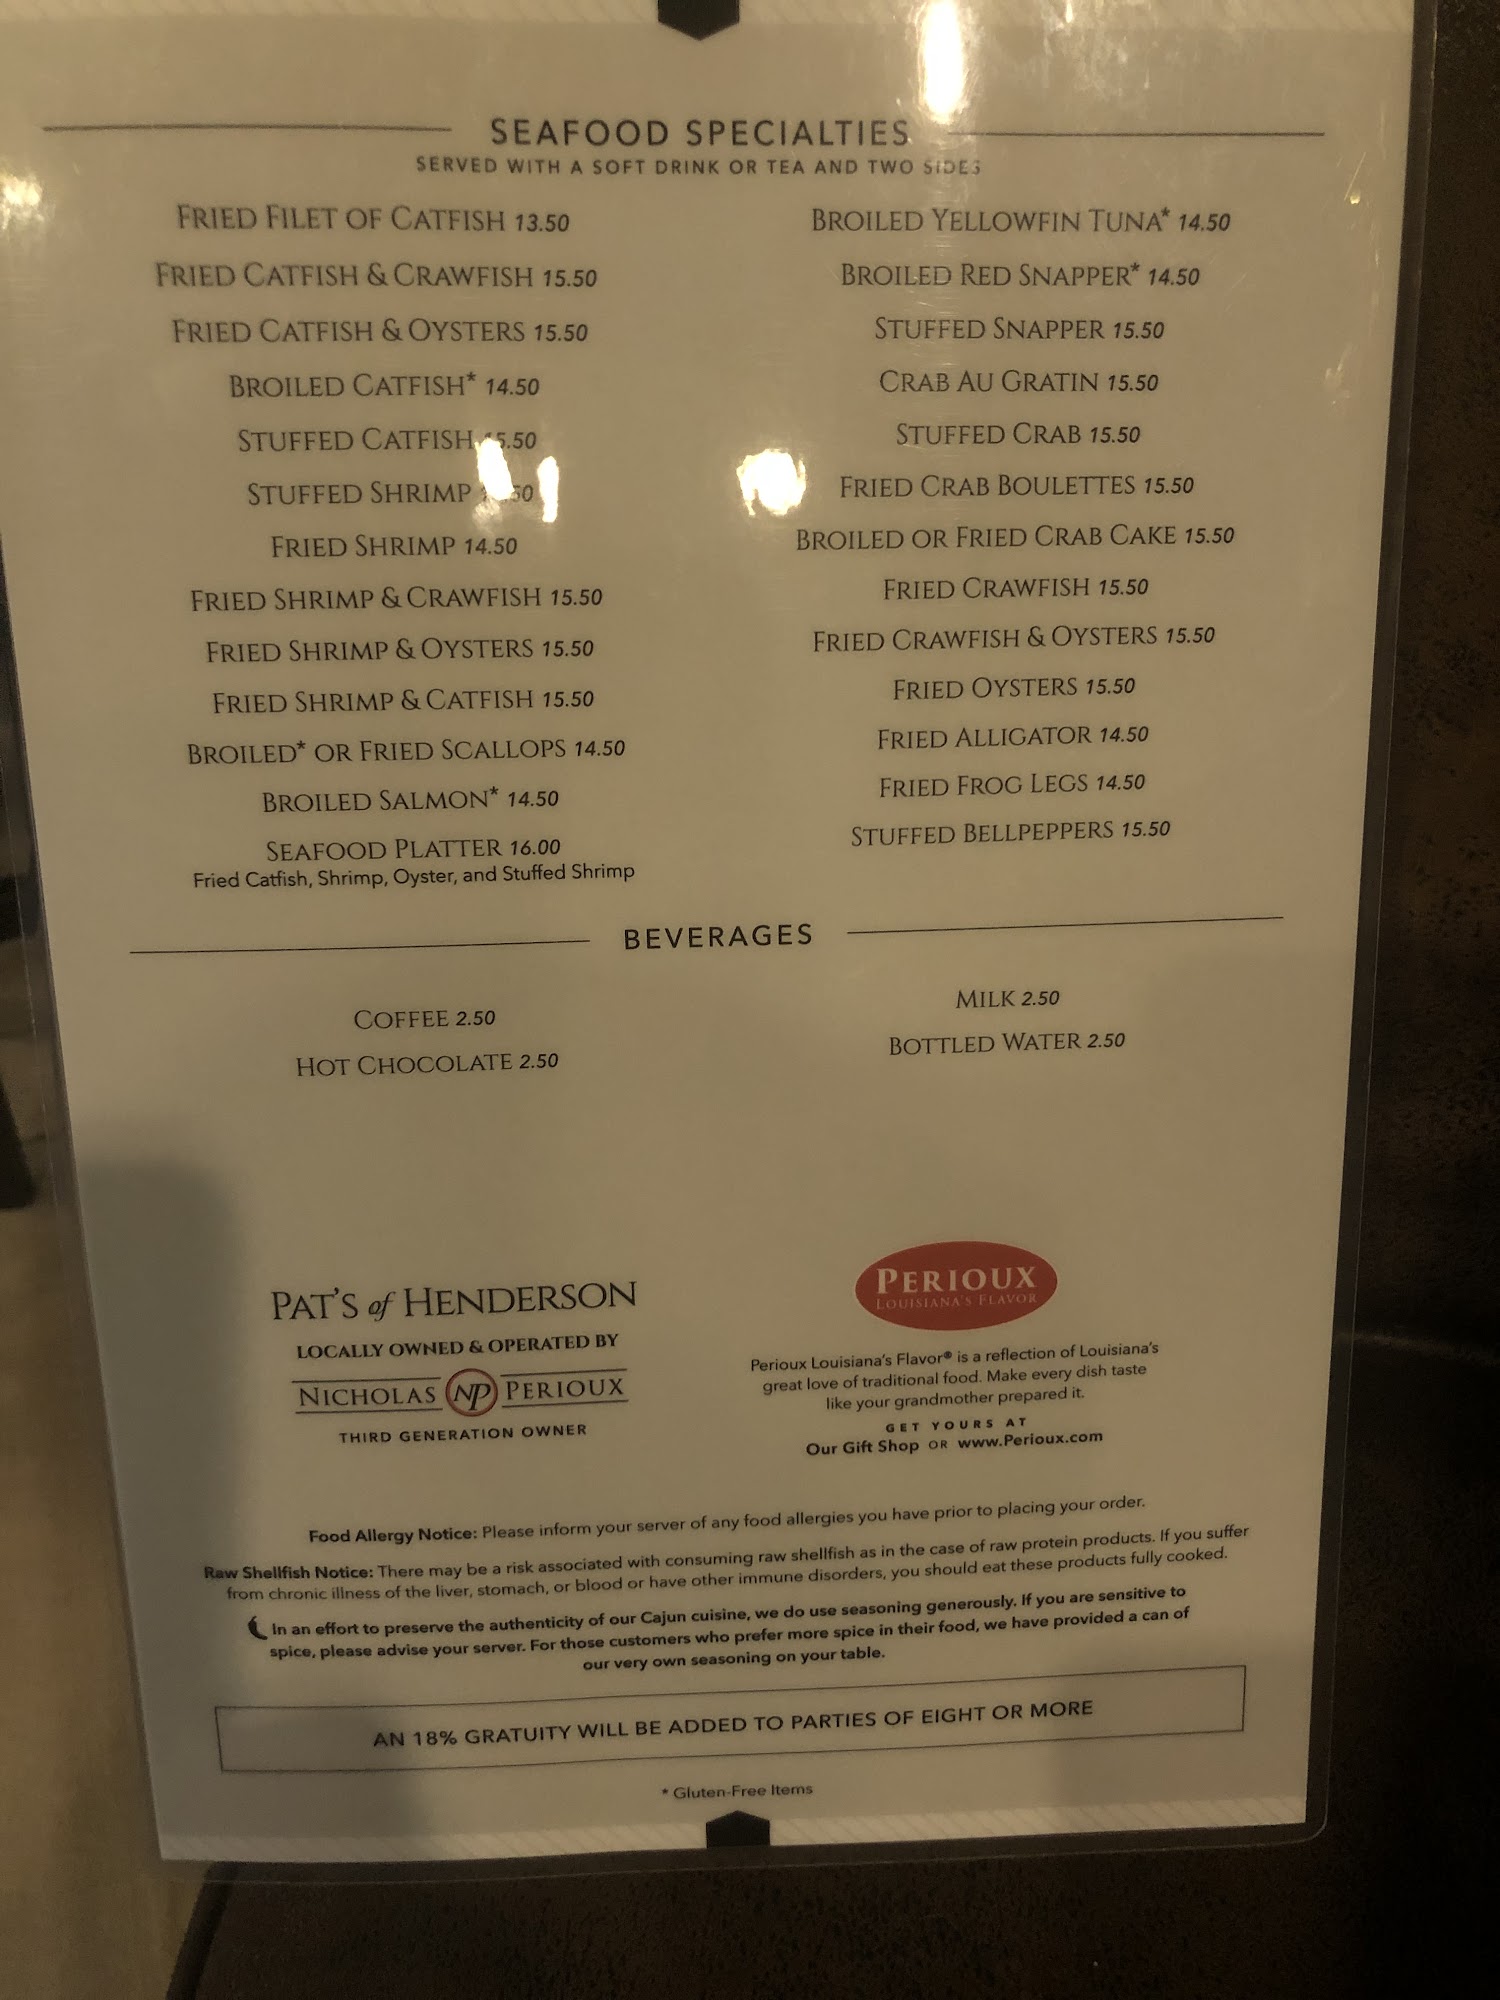 SEAFOOD SPECIALTIES
SERVED WITH A SOFT DRINK OR TEA AND TWO SIDES
FRIED FILET OF CATFISH 13.50
FRIED CATFISH & CRAWFISH 15.50
FRIED CATFISH & OYSTERS 15.50
BROILED CATFISH* 14.50
STUFFED CATFISH 15.50
STUFFED SHRIMP
FRIED SHRIMP 14.50
FRIED SHRIMP & CRAWFISH 15.50
FRIED SHRIMP & OYSTERS 15.50
FRIED SHRIMP & CATFISH 15.50
BROILED* OR FRIED SCALLOPS 14.50
BROILED SALMON* 14.50
SEAFOOD PLATTER 16.00
Fried Catfish, Shrimp, Oyster, and Stuffed Shrimp
BROILED YELLOWFIN TUNA* 14.50
BROILED RED SNAPPER* 14.50
STUFFED SNAPPER 15.50
CRAB AU GRATIN 15.50
STUFFED CRAB 15.50
FRIED CRAB BOULETTES 15.50
BROILED OR FRIED CRAB CAKE 15.50
FRIED CRAWFISH 15.50
FRIED CRAWFISH & OYSTERS 15.50
FRIED OYSTERS 15.50
FRIED ALLIGATOR 14.50
FRIED FROG LEGS 14.50
STUFFED BELLPEPPERS 15.50
BEVERAGES
COFFEE 2.50
HOT CHOCOLATE 2.50
MILK 2.50
BOTTLED WATER 2.50
PAT'S of HENDERSON
LOCALLY OWNED & OPERATED BY
NICHOLAS NP PERIOUX
THIRD GENERATION OWNER
PERIOUX
LOUISIANA'S FLAVOR
Perioux Louisiana's Flavor® is a reflection of Louisiana's
great love of traditional food. Make every dish taste
like your grandmother prepared it.
GET YOURS AT
Our Gift Shop OR www.Perioux.com
Food Allergy Notice: Please inform your server of any food allergies you have prior to placing your order.
Raw Shellfish Notice: There may be a risk associated with consuming raw shellfish as in the case of raw protein products. If you suffer
from chronic illness of the liver, stomach, or blood or have other immune disorders, you should eat these products fully cooked.
In an effort to preserve the authenticity of our Cajun cuisine, we do use seasoning generously. If you are sensitive to
spice, please advise your server. For those customers who prefer more spice in their food, we have provided a can of
our very own seasoning on your table.
AN 18% GRATUITY WILL BE ADDED TO PARTIES OF EIGHT OR MORE
* Gluten-Free Items